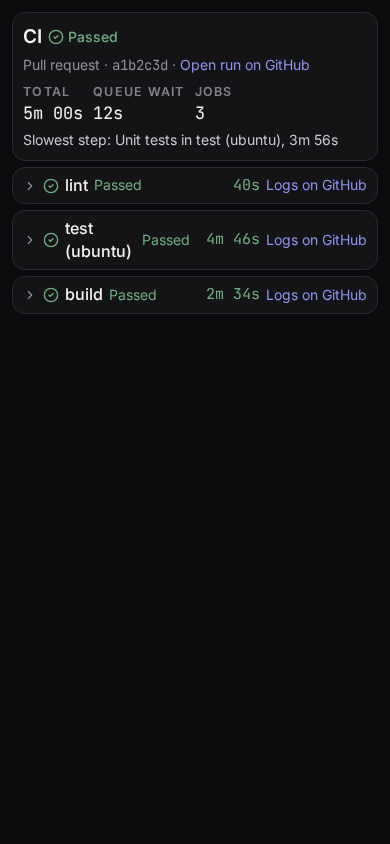 CI Passed
Pull request · a1b2c3d · Open run on GitHub
TOTAL QUEUE WAIT JOBS
5m 00s 12s 3
Slowest step: Unit tests in test (ubuntu), 3m 56s
lint Passed 40s Logs on GitHub
test (ubuntu) Passed 4m 46s Logs on GitHub
build Passed 2m 34s Logs on GitHub